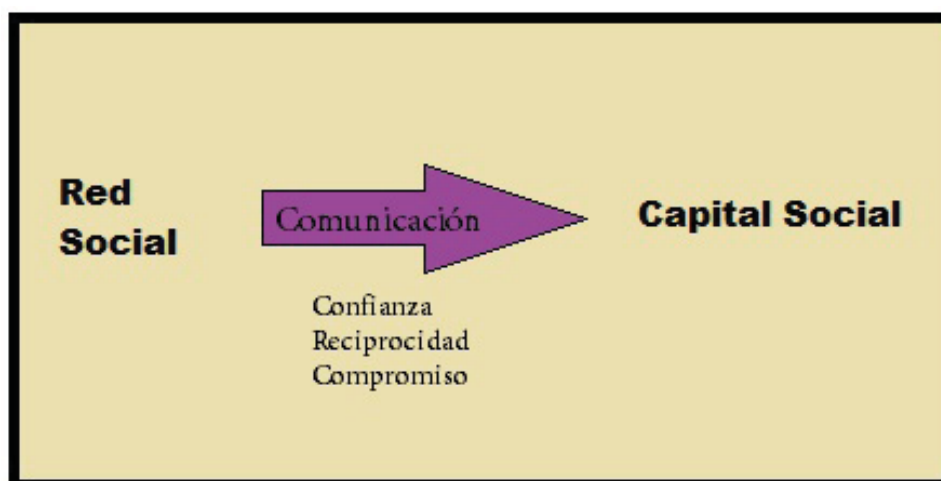 Red
Social
Comunicación
Capital Social
Confianza
Reciprocidad
Compromiso